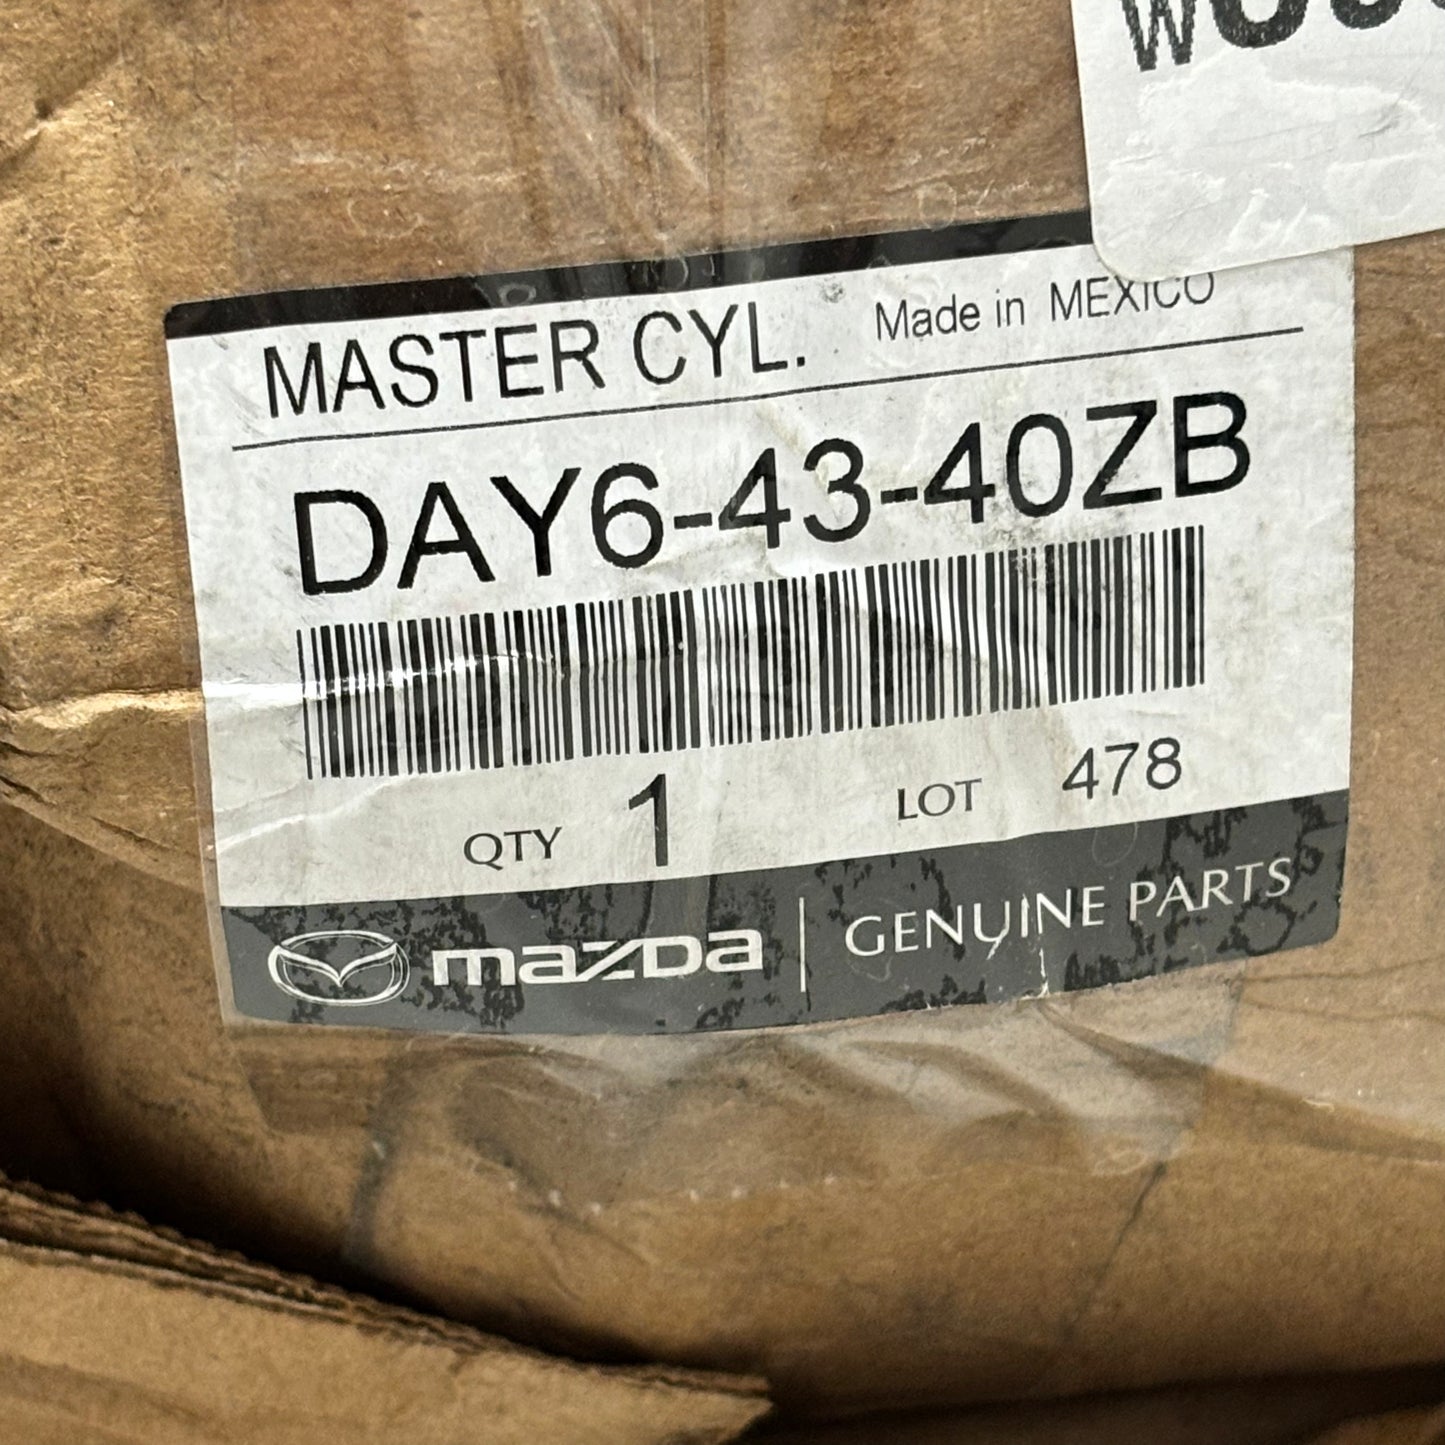 MASTER CYL. Made in MEXICO
DAY6-43-40ZB
QTY 1 LOT 478
mazda | GENUINE PARTS